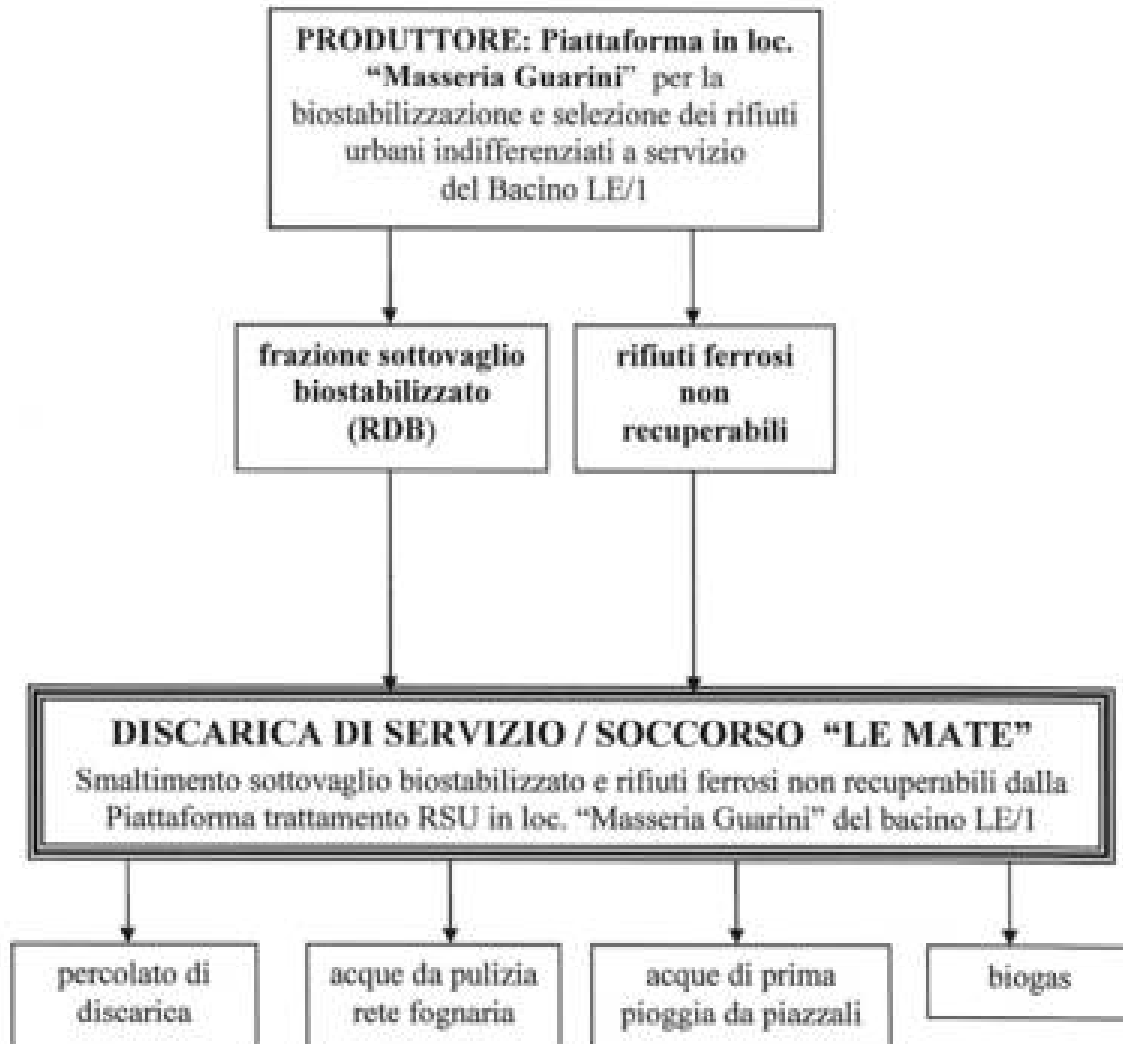 PRODUTTORE: Piattaforma in loc.
“Masseria Guarini” per la
biostabilizzazione e selezione dei rifiuti
urbani indifferenziati a servizio
del Bacino LE/1
frazione sottovaglio
biostabilizzato
(RDB)
rifiuti ferrosi
non
recuperabili
DISCARICA DI SERVIZIO / SOCCORSO “LE MATE”
Smaltimento sottovaglio biostabilizzato e rifiuti ferrosi non recuperabili dalla
Piattaforma trattamento RSU in loc. “Masseria Guarini” del bacino LE/1
percolato di
discarica
acque da pulizia
rete fognaria
acque di prima
pioggia da piazzali
biogas